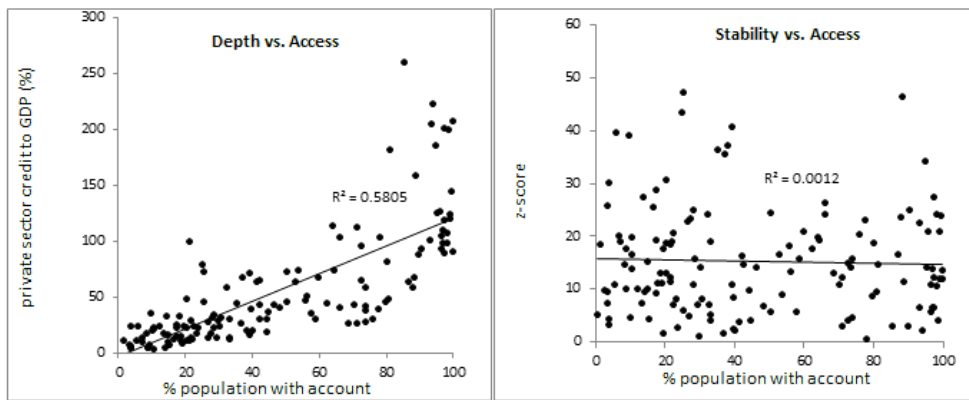 Depth vs. Access
private sector credit to GDP (%)
300
250
200
150
100
50
0
R² = 0.5805
0 20 40 60 80 100
% population with account
Stability vs. Access
z-score
60
50
40
30
20
10
0
R² = 0.0012
0 20 40 60 80 100
% population with account